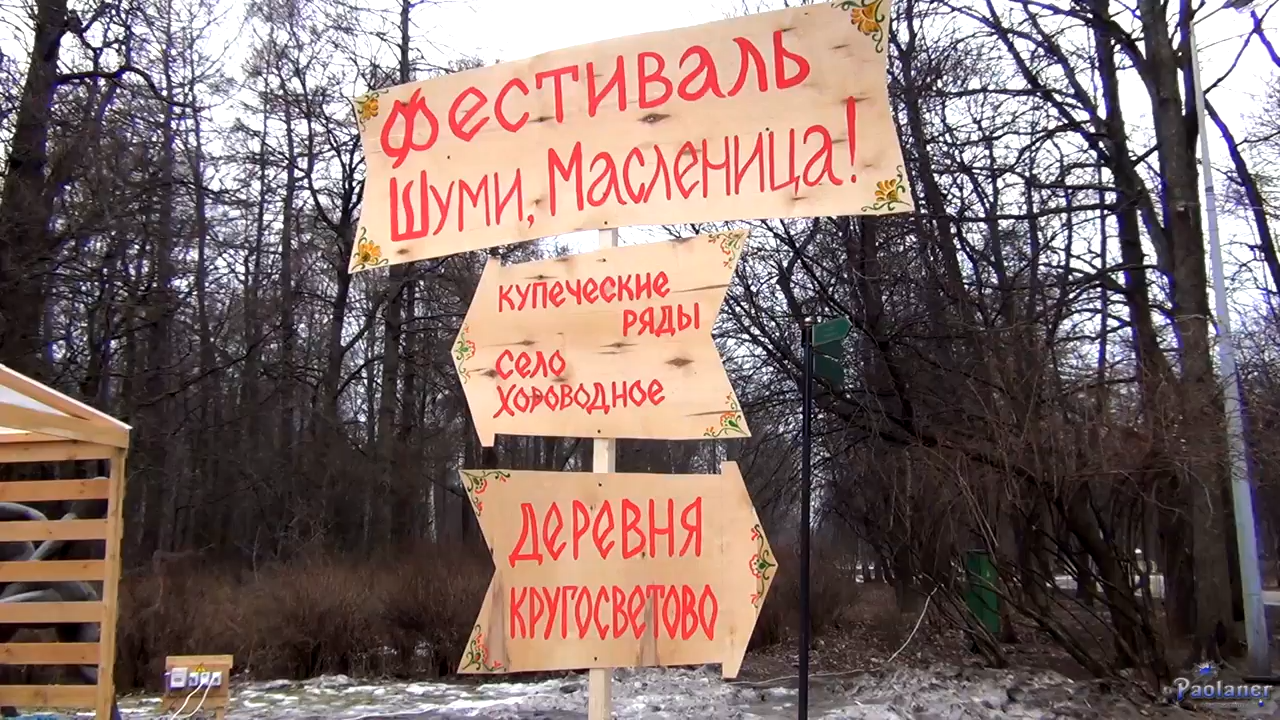 Фестиваль
Шуми, Масленица!
купеческие
ряды
село
хороводное
деревня
кругосветово
Paolaner